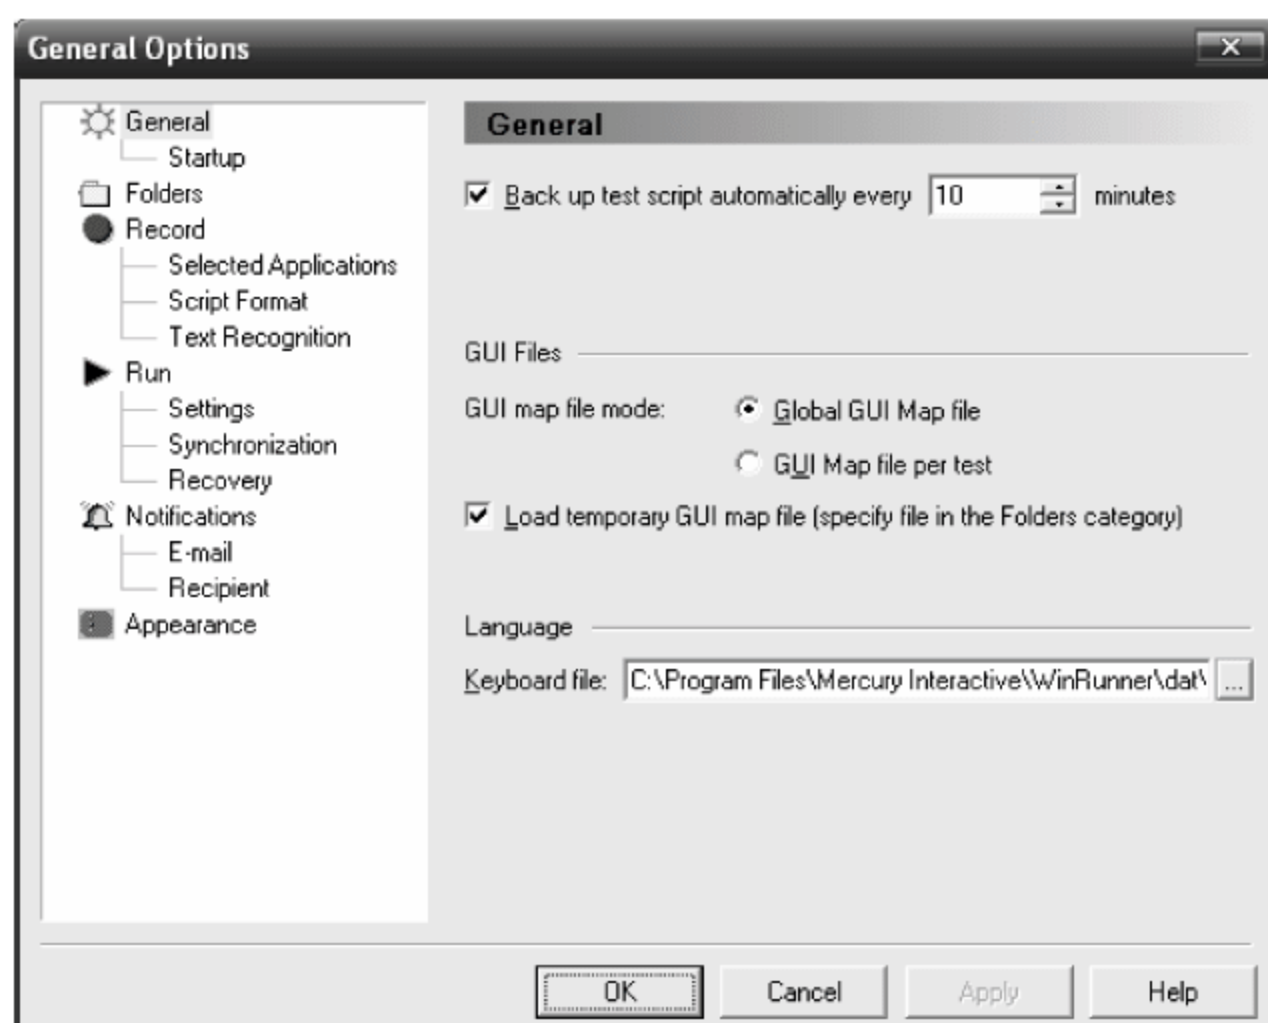 General Options
General
Startup
Folders
Record
Selected Applications
Script Format
Text Recognition
Run
Settings
Synchronization
Recovery
Notifications
E-mail
Recipient
Appearance
General
Back up test script automatically every 10 minutes
GUI Files
GUI map file mode: Global GUI Map file
GUI Map file per test
Load temporary GUI map file (specify file in the Folders category)
Language
Keyboard file: C:\Program Files\Mercury Interactive\WinRunner\dat\ ...
OK Cancel Apply Help